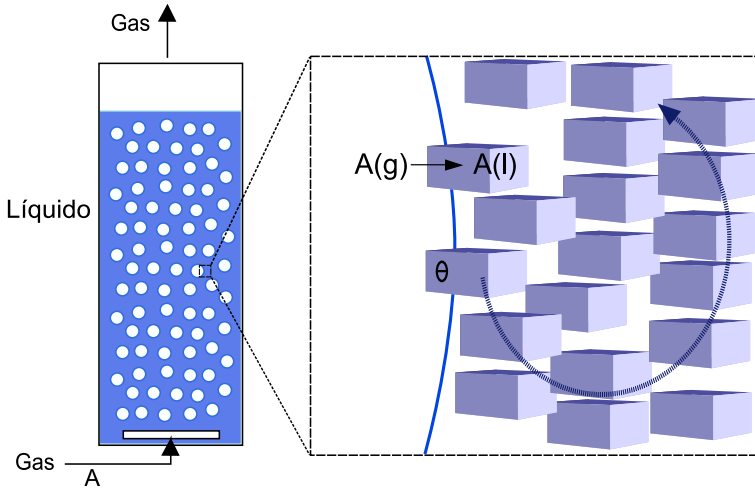 Gas
Líquido
A(g)
A(l)
θ
Gas
A